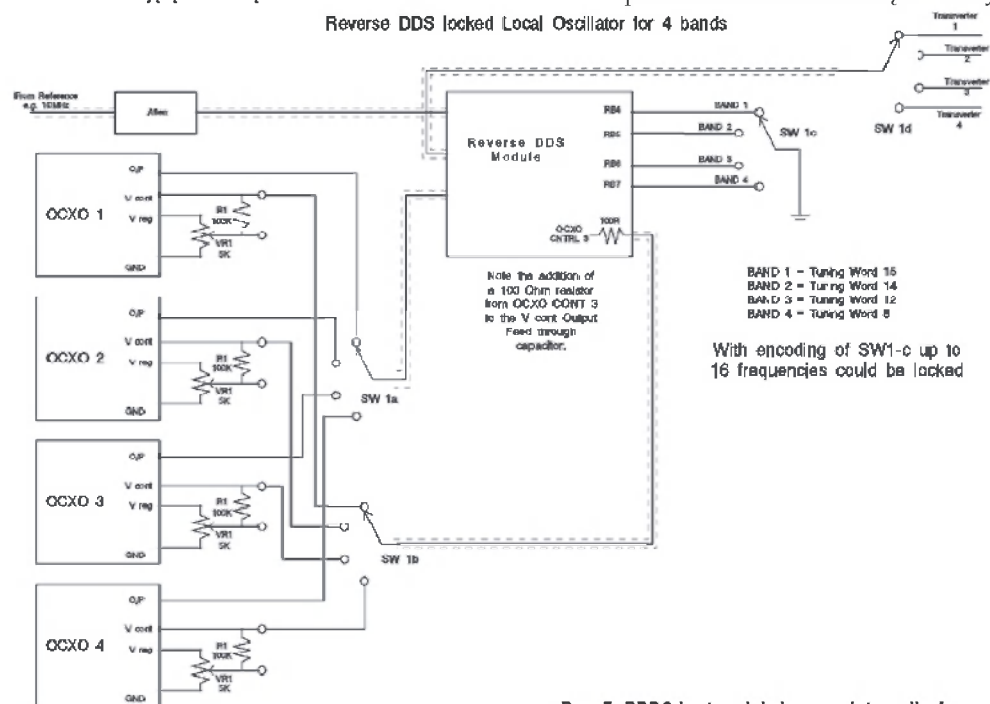 Reverse DDS locked Local Oscillator for 4 bands
Transverter
1
Transverter
2
Transverter
3
Transverter
4
SW 1d
From Reference
e.g. 10MHz
Reverse DDS
Module
RB4
RB5
RB6
RB7
BAND 1
BAND 2
BAND 3
BAND 4
SW 1c
OCXO
CNTRL 3
100R
OCXO 1
O/P
V cont
V reg
GND
R1
100K
VR1
5K
OCXO 2
O/P
V cont
V reg
GND
R1
100K
VR1
5K
SW 1a
OCXO 3
O/P
V cont
V reg
GND
R1
100K
VR1
5K
SW 1b
OCXO 4
O/P
V cont
V reg
GND
R1
100K
VR1
5K
Note the addition of
a 100 Ohm resistor
from OCXO CONT 3
to the V cont Output
Feed through
capacitor.
BAND 1 = Tuning Word 15
BAND 2 = Tuning Word 14
BAND 3 = Tuning Word 12
BAND 4 = Tuning Word 8
With encoding of SW1-c up to
16 frequencies could be locked